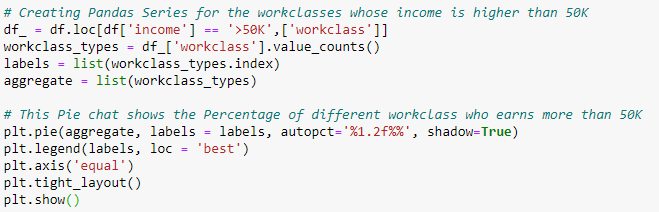 # Creating Pandas Series for the workclasses whose income is higher than 50K
df_ = df.loc[df['income'] == '>50K',['workclass']]
workclass_types = df_['workclass'].value_counts()
labels = list(workclass_types.index)
aggregate = list(workclass_types)
# This Pie chat shows the Percentage of different workclass who earns more than 50K
plt.pie(aggregate, labels = labels, autopct='%1.2f%%', shadow=True)
plt.legend(labels, loc = 'best')
plt.axis('equal')
plt.tight_layout()
plt.show()